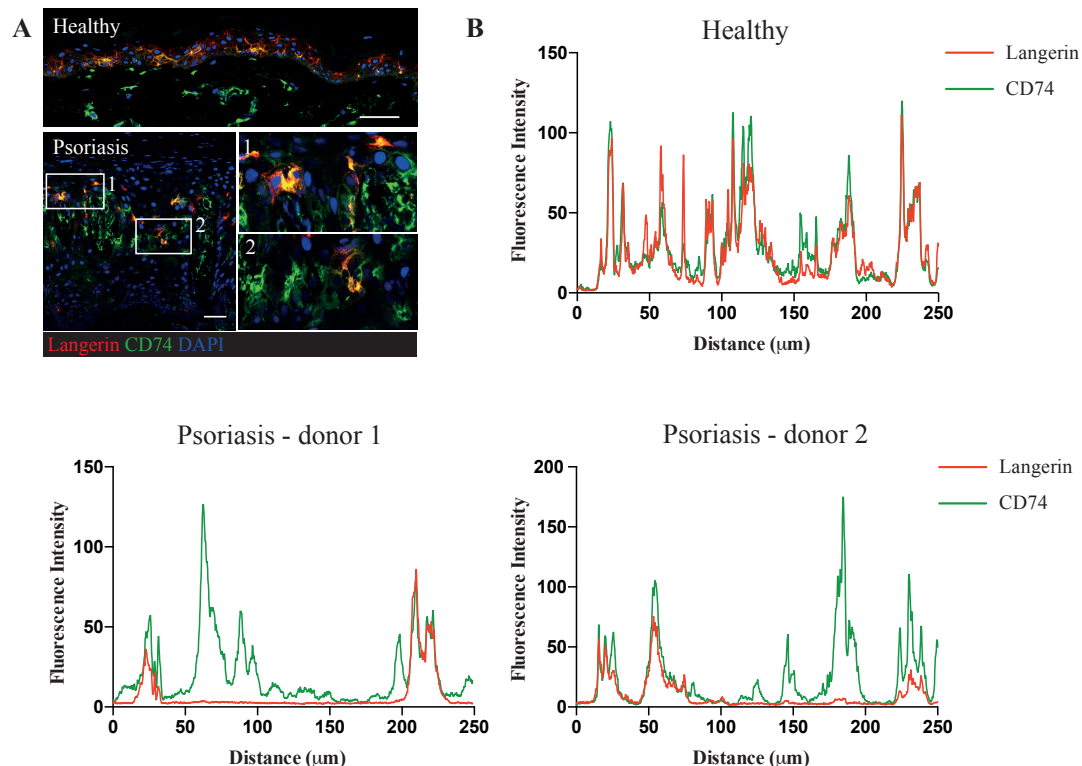 A
Healthy
Psoriasis
1
2
1
2
Langerin CD74 DAPI
B
Healthy
Langerin
CD74
Fluorescence Intensity
150
100
50
0
0 50 100 150 200 250
Distance (μm)
Psoriasis - donor 1
Fluorescence Intensity
150
100
50
0
0 50 100 150 200 250
Distance (μm)
Psoriasis - donor 2
Langerin
CD74
Fluorescence Intensity
200
150
100
50
0
0 50 100 150 200 250
Distance (μm)